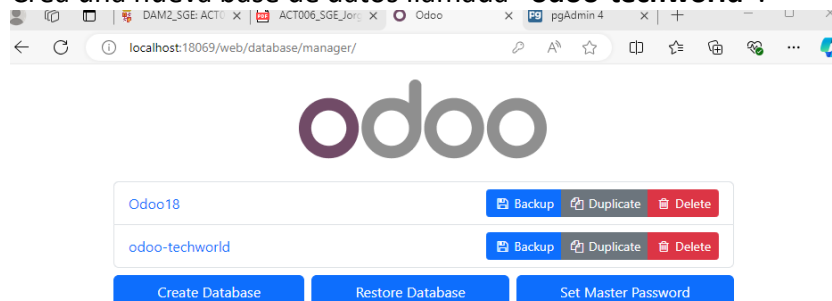 Crea una nueva base de datos llamada "Odoo-techworld".
DAM2_SGE: ACT0 ACT006_SGE_Jorg Odoo pgAdmin 4
localhost:18069/web/database/manager/
odoo
Odoo18 Backup Duplicate Delete
odoo-techworld Backup Duplicate Delete
Create Database Restore Database Set Master Password